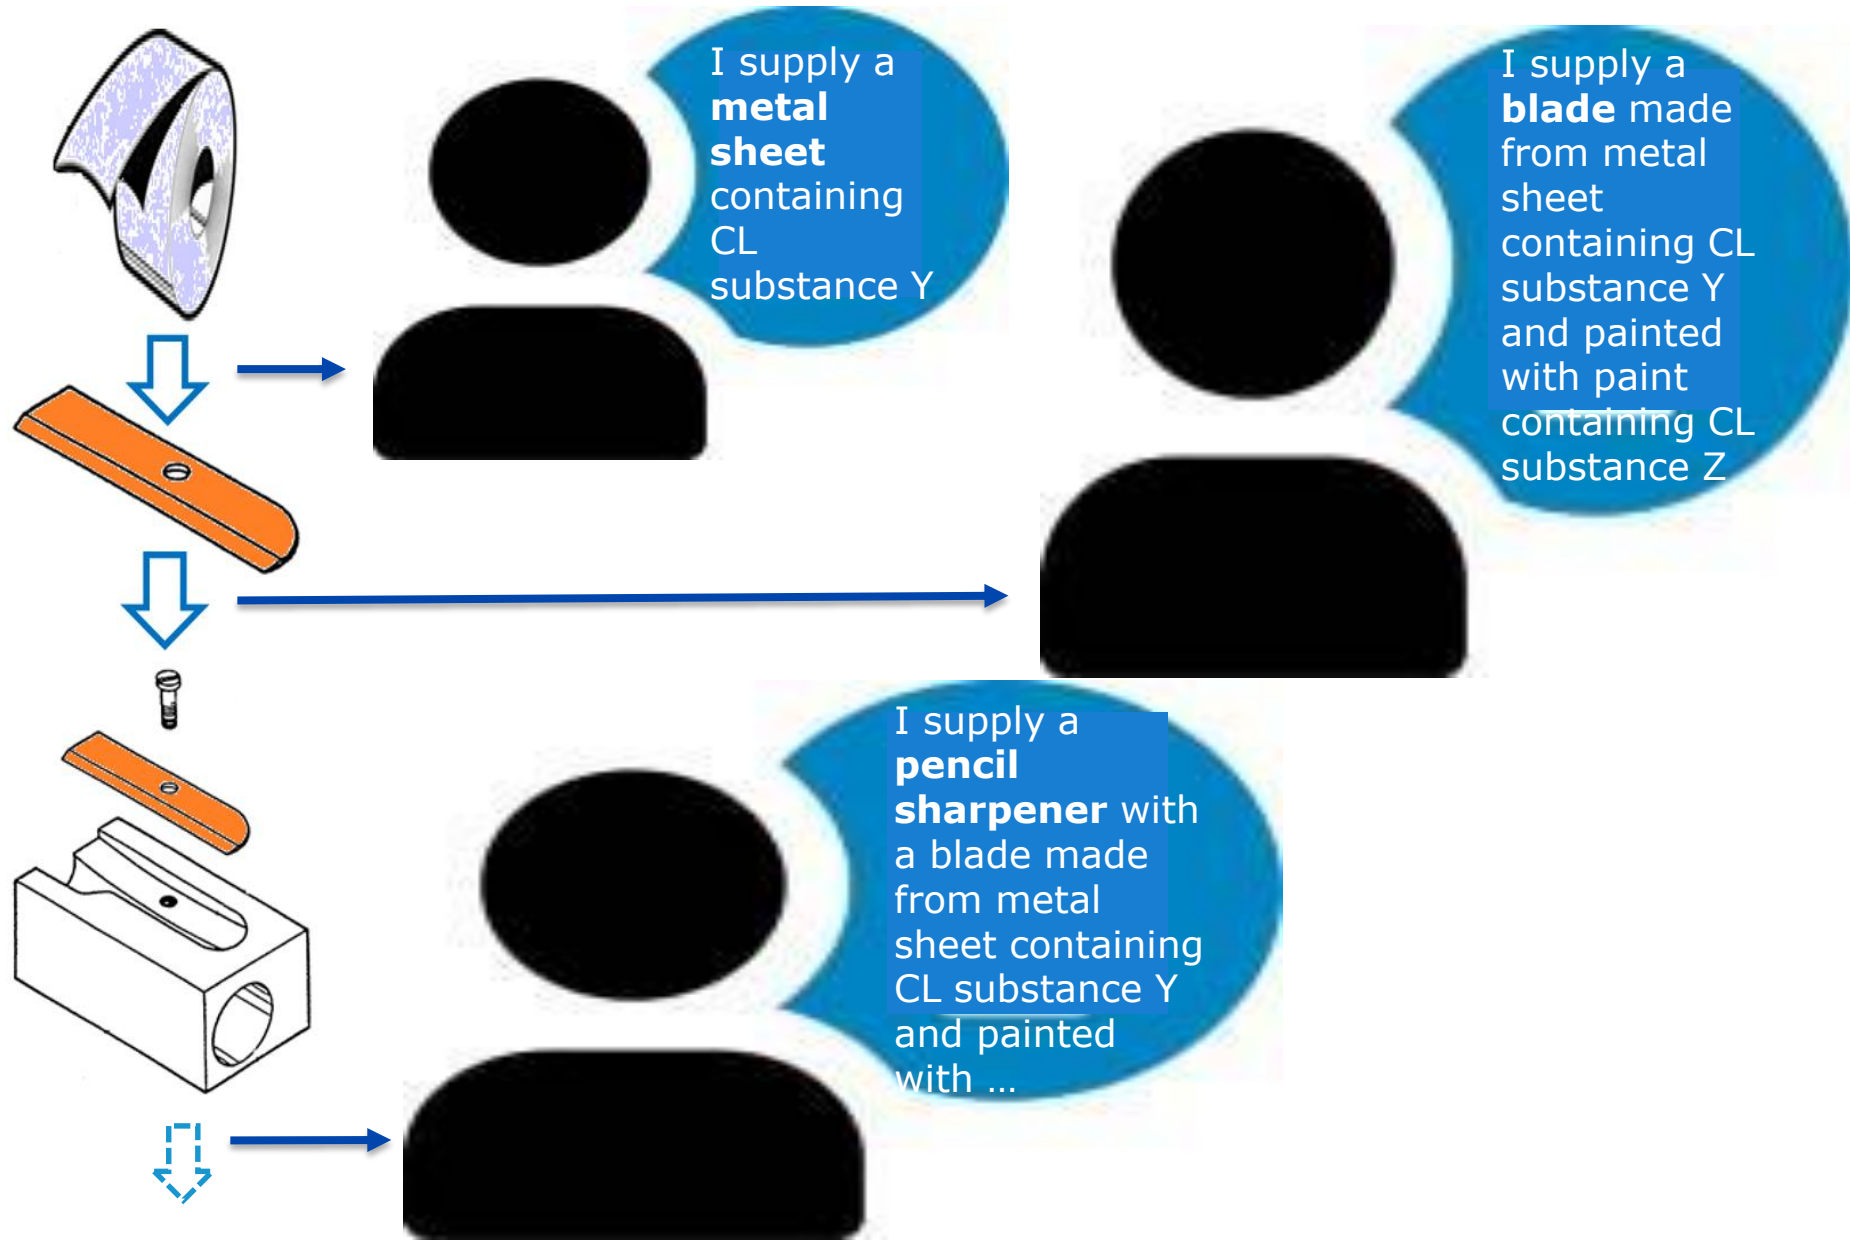 I supply a
metal
sheet
containing
CL
substance Y
I supply a
blade made
from metal
sheet
containing CL
substance Y
and painted
with paint
containing CL
substance Z
I supply a
pencil
sharpener with
a blade made
from metal
sheet containing
CL substance Y
and painted
with …